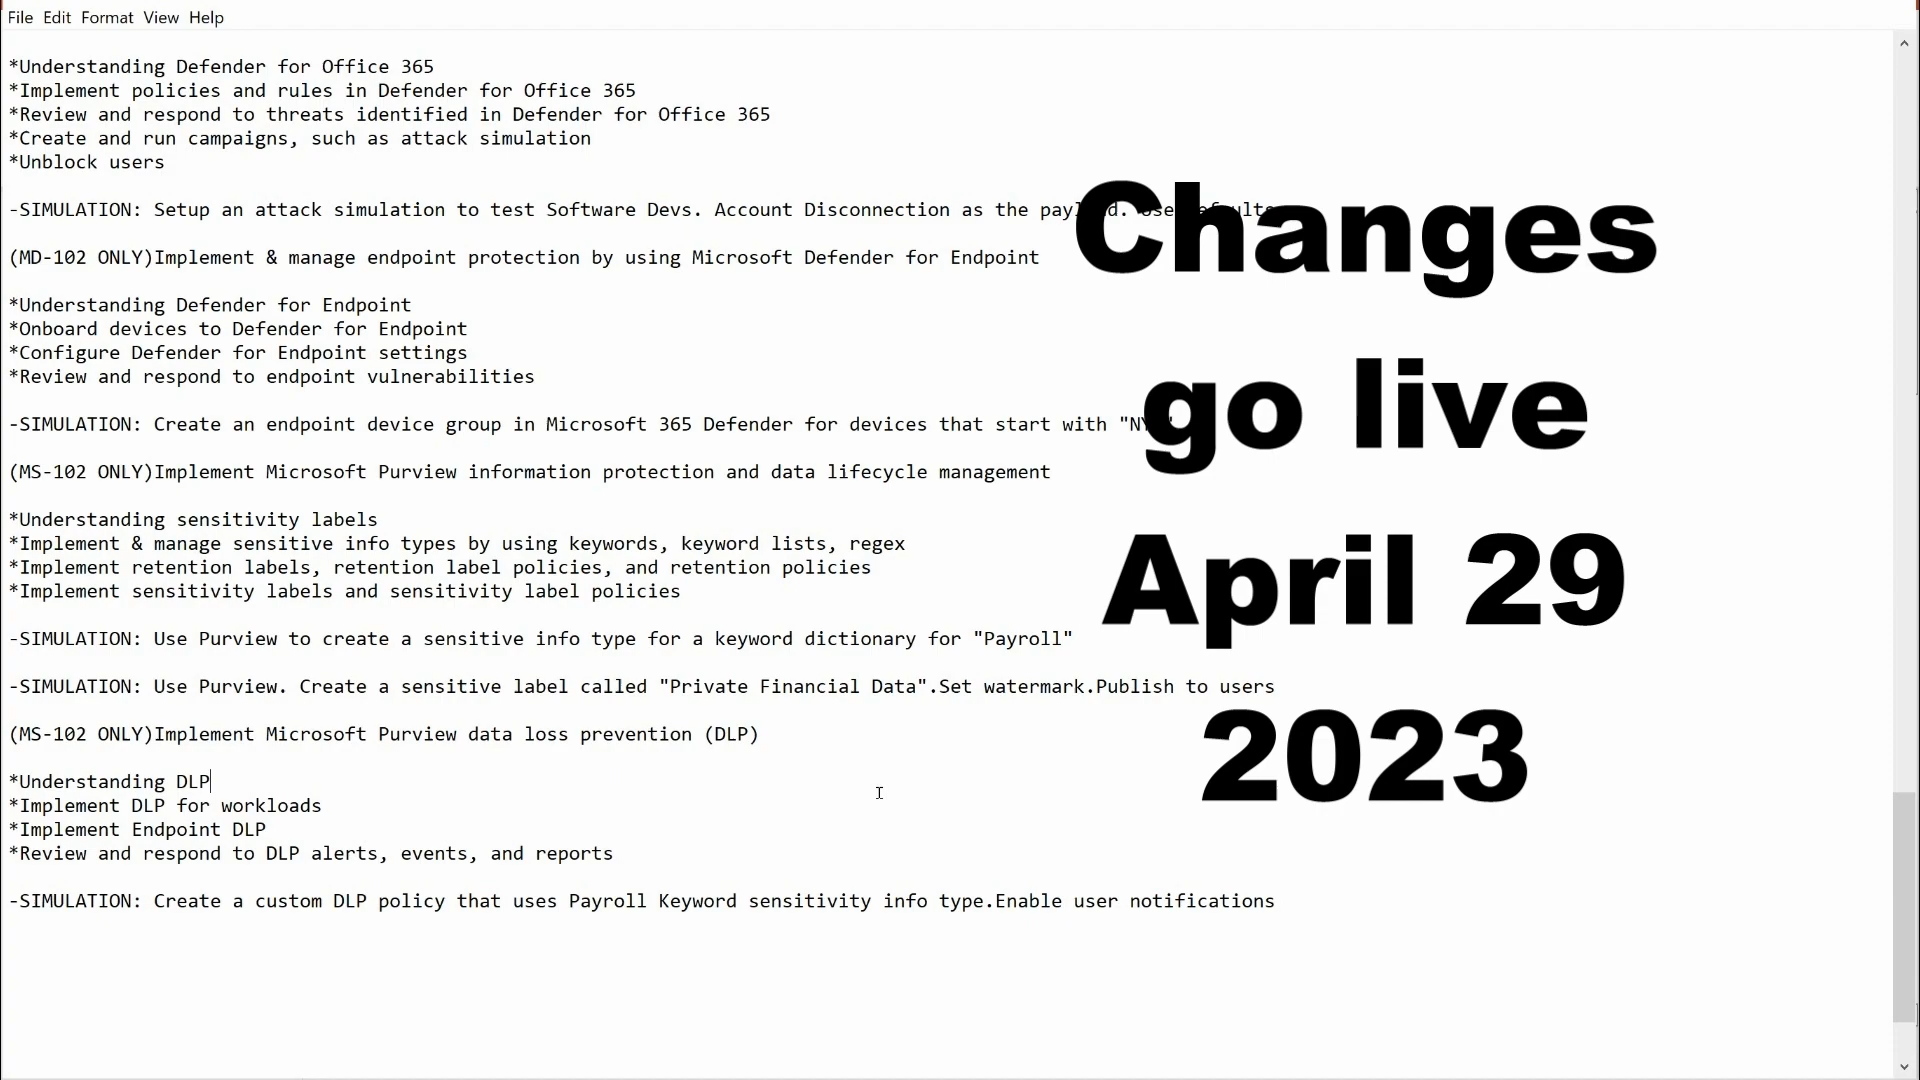 File Edit Format View Help
*Understanding Defender for Office 365
*Implement policies and rules in Defender for Office 365
*Review and respond to threats identified in Defender for Office 365
*Create and run campaigns, such as attack simulation
*Unblock users
-SIMULATION: Setup an attack simulation to test Software Devs. Account Disconnection as the
(MD-102 ONLY)Implement & manage endpoint protection by using Microsoft Defender for Endpoint
*Understanding Defender for Endpoint
*Onboard devices to Defender for Endpoint
*Configure Defender for Endpoint settings
*Review and respond to endpoint vulnerabilities
-SIMULATION: Create an endpoint device group in Microsoft 365 Defender for devices that start with
(MS-102 ONLY)Implement Microsoft Purview information protection and data lifecycle management
*Understanding sensitivity labels
*Implement & manage sensitive info types by using keywords, keyword lists, regex
*Implement retention labels, retention label policies, and retention policies
*Implement sensitivity labels and sensitivity label policies
-SIMULATION: Use Purview to create a sensitive info type for a keyword dictionary for "Payroll"
-SIMULATION: Use Purview. Create a sensitive label called "Private Financial Data".Set watermark.Publish to users
(MS-102 ONLY)Implement Microsoft Purview data loss prevention (DLP)
*Understanding DLP
*Implement DLP for workloads
*Implement Endpoint DLP
*Review and respond to DLP alerts, events, and reports
-SIMULATION: Create a custom DLP policy that uses Payroll Keyword sensitivity info type.Enable user notifications
Changes
go live
April 29
2023